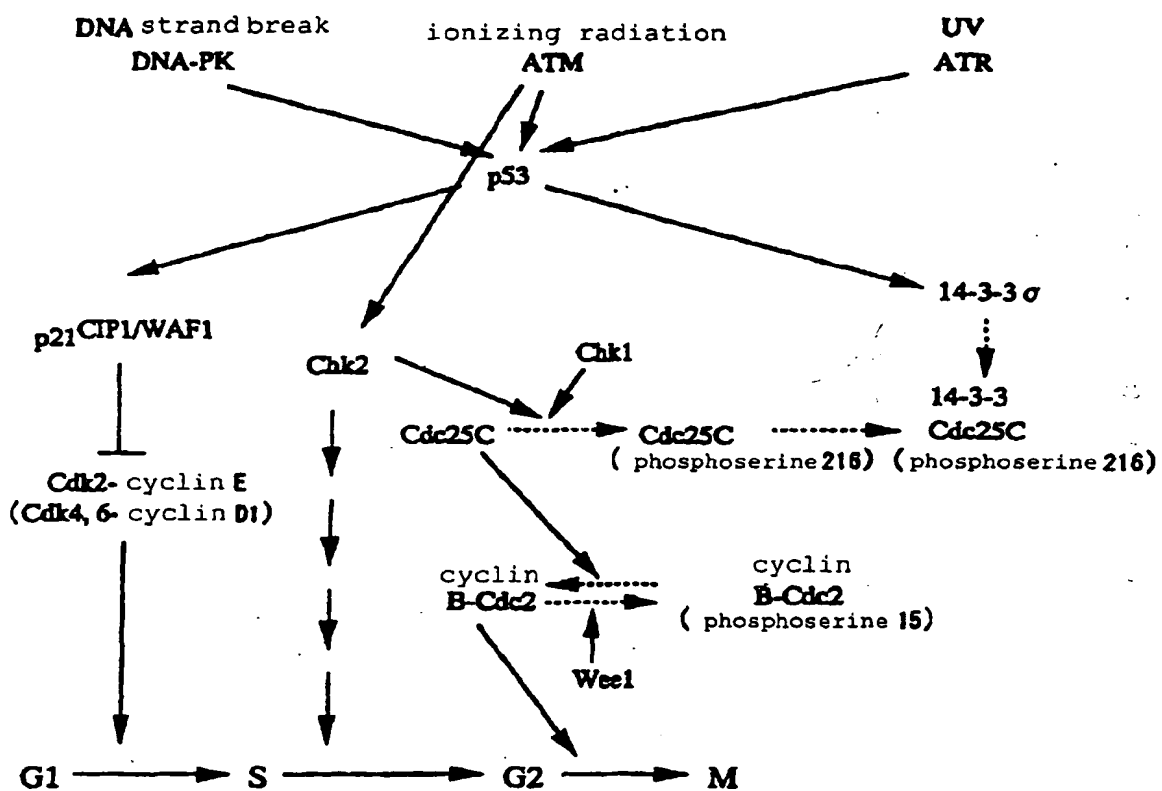 DNA strand break
DNA-PK
ionizing radiation
ATM
UV
ATR
p53
14-3-3 σ
p21CIP1/WAF1
Chk2
Chk1
14-3-3
Cdc25C
Cdc25C
Cdc25C
( phosphoserine 216)
(phosphoserine 216)
Cdk2- cyclin E
(Cdk4, 6- cyclin D1)
cyclin
B-Cdc2
cyclin
B-Cdc2
( phosphoserine 15)
Wee1
G1
S
G2
M